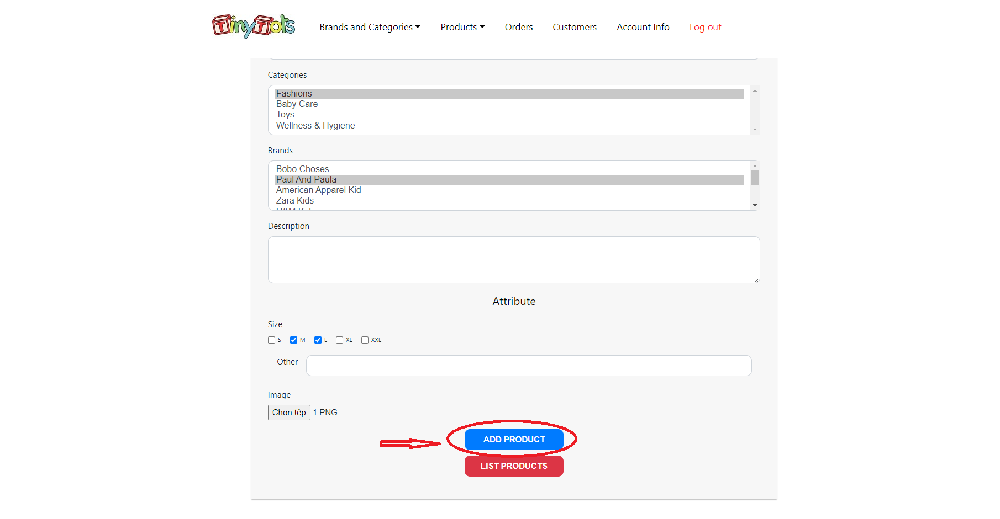 TinyTots
Brands and Categories Products Orders Customers Account Info Log out
Categories
Fashions
Baby Care
Toys
Wellness & Hygiene
Brands
Bobo Choses
Paul And Paula
American Apparel Kid
Zara Kids
H&M Kids
Description
Attribute
Size
S M L XL XXL
Other
Image
Chọn tệp 1.PNG
ADD PRODUCT
LIST PRODUCTS